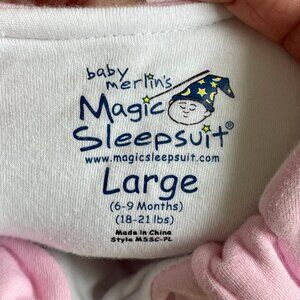 baby
merlin's
Magic
Sleepsuit®
www.magicsleepsuit.com
Large
(6-9 Months)
(18-21 lbs)
Made in China
Style MSSC-PL